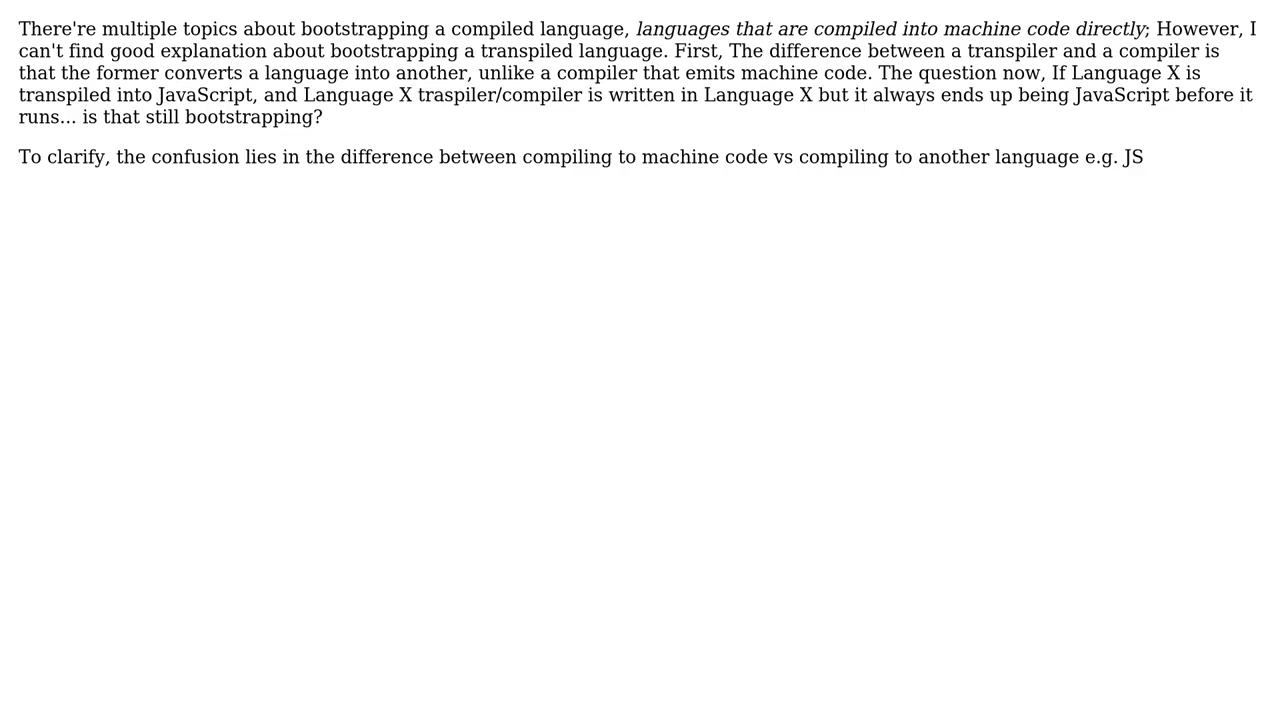 There're multiple topics about bootstrapping a compiled language, languages that are compiled into machine code directly; However, I
can't find good explanation about bootstrapping a transpiled language. First, The difference between a transpiler and a compiler is
that the former converts a language into another, unlike a compiler that emits machine code. The question now, If Language X is
transpiled into JavaScript, and Language X traspiler/compiler is written in Language X but it always ends up being JavaScript before it
runs... is that still bootstrapping?
To clarify, the confusion lies in the difference between compiling to machine code vs compiling to another language e.g. JS